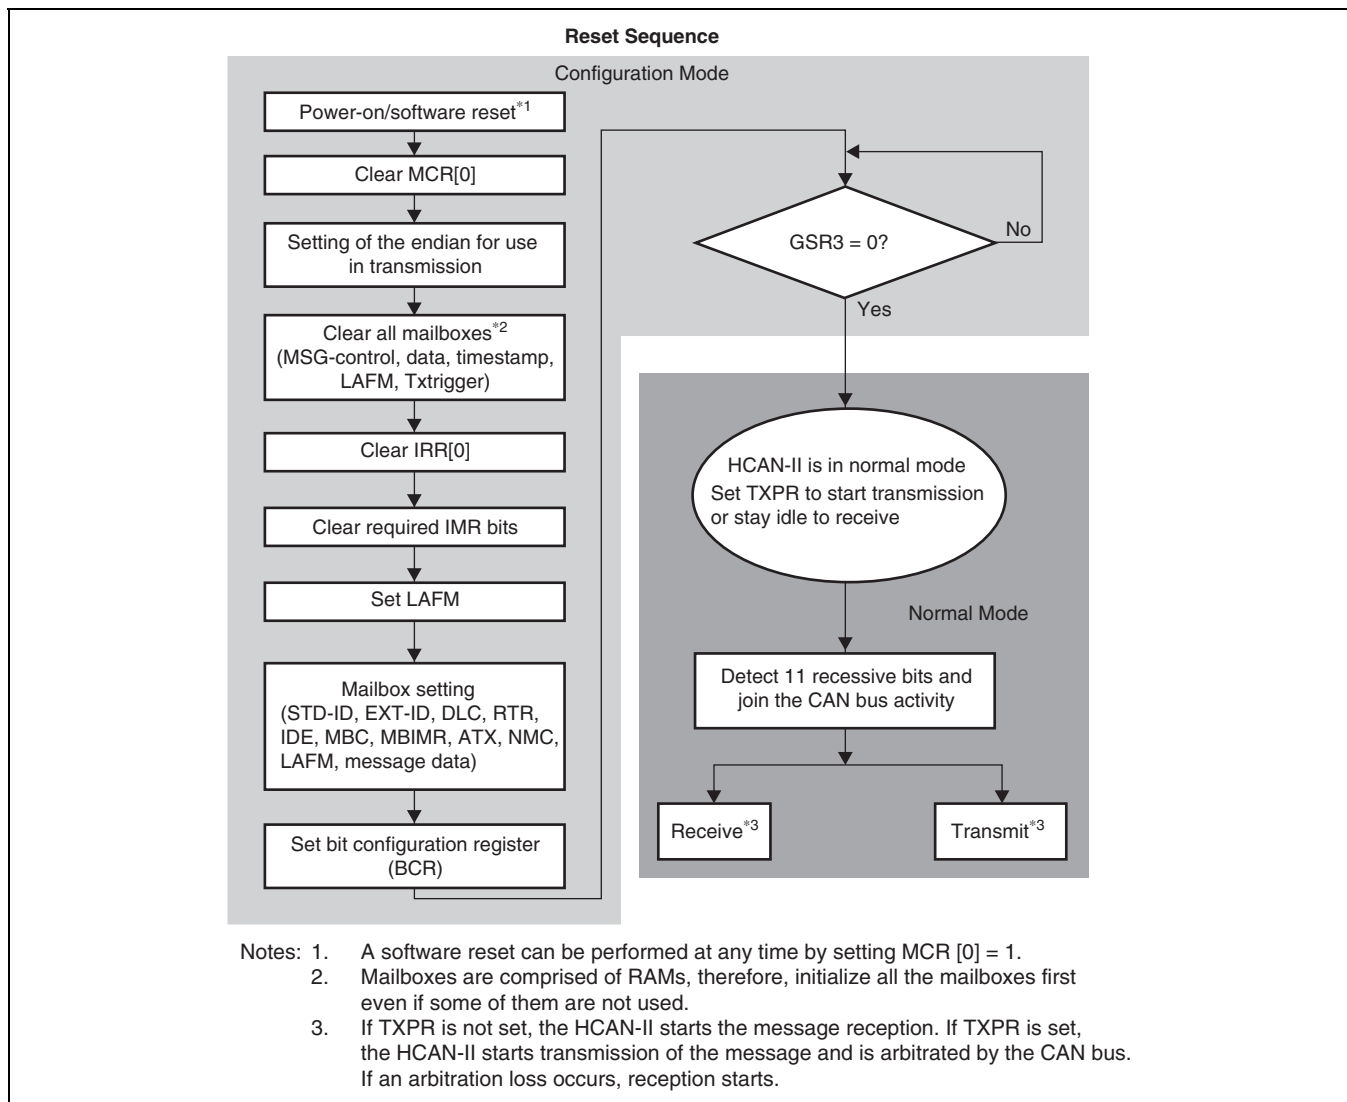 Reset Sequence
Configuration Mode
Power-on/software reset*1
Clear MCR[0]
Setting of the endian for use
in transmission
Clear all mailboxes*2
(MSG-control, data, timestamp,
LAFM, Txtrigger)
Clear IRR[0]
Clear required IMR bits
Set LAFM
Mailbox setting
(STD-ID, EXT-ID, DLC, RTR,
IDE, MBC, MBIMR, ATX, NMC,
LAFM, message data)
Set bit configuration register
(BCR)
GSR3 = 0?
No
Yes
HCAN-II is in normal mode
Set TXPR to start transmission
or stay idle to receive
Normal Mode
Detect 11 recessive bits and
join the CAN bus activity
Receive*3
Transmit*3
Notes: 1. A software reset can be performed at any time by setting MCR [0] = 1.
2. Mailboxes are comprised of RAMs, therefore, initialize all the mailboxes first
even if some of them are not used.
3. If TXPR is not set, the HCAN-II starts the message reception. If TXPR is set,
the HCAN-II starts transmission of the message and is arbitrated by the CAN bus.
If an arbitration loss occurs, reception starts.